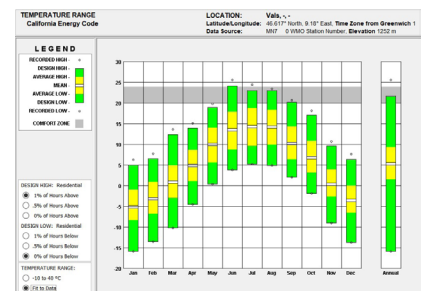 TEMPERATURE RANGE
California Energy Code
LOCATION: Vals, -, -
Latitude/Longitude: 46.617° North, 9.18° East, Time Zone from Greenwich 1
Data Source: MN7 0 WMO Station Number, Elevation 1252 m
LEGEND
RECORDED HIGH -
DESIGN HIGH -
AVERAGE HIGH -
MEAN -
AVERAGE LOW -
DESIGN LOW -
RECORDED LOW -
COMFORT ZONE
DESIGN HIGH: Residential
1% of Hours Above
.5% of Hours Above
0% of Hours Above
DESIGN LOW: Residential
1% of Hours Below
.5% of Hours Below
0% of Hours Below
TEMPERATURE RANGE:
-10 to 40 °C
Fit to Data
30
25
20
15
10
5
0
-5
-10
-15
-20
Jan Feb Mar Apr May Jun Jul Aug Sep Oct Nov Dec Annual